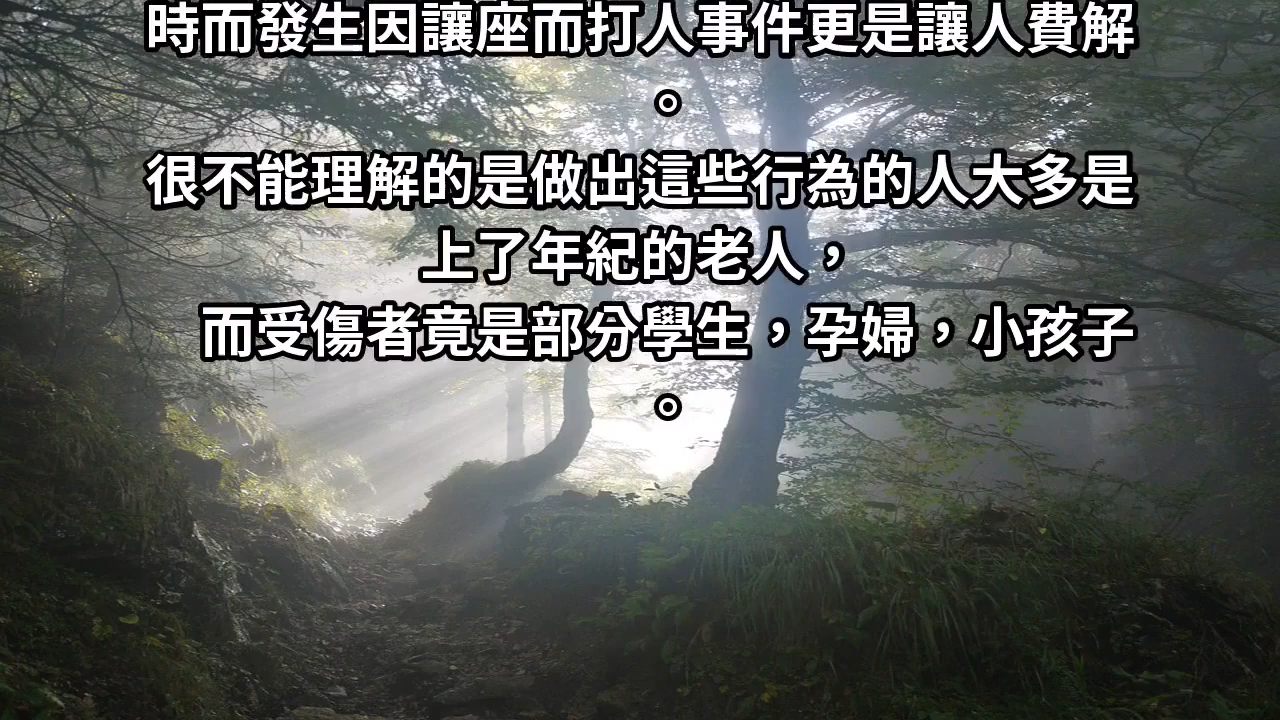 時而發生因讓座而打人事件更是讓人費解
。
很不能理解的是做出這些行為的人大多是
上了年紀的老人，
而受傷者竟是部分學生，孕婦，小孩子
。